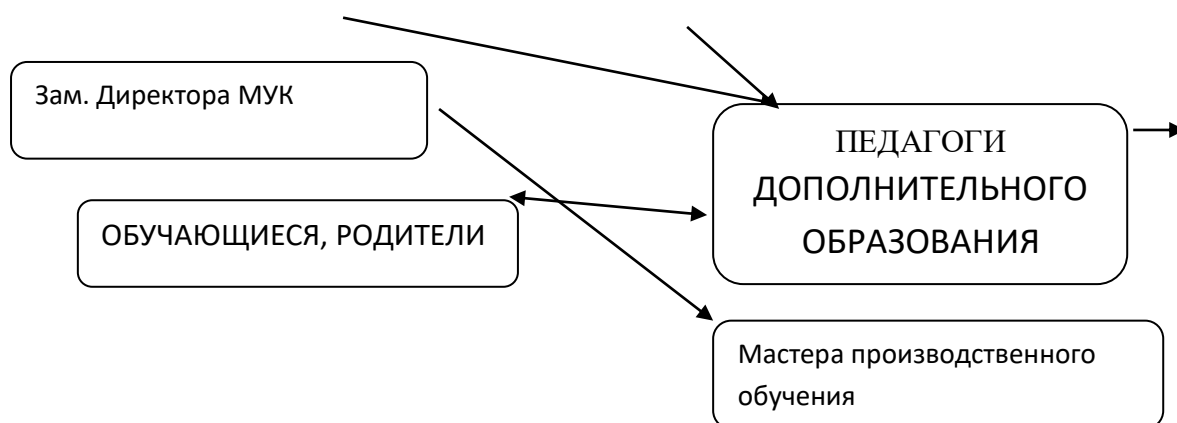 Зам. Директора МУК
ПЕДАГОГИ
ДОПОЛНИТЕЛЬНОГО
ОБРАЗОВАНИЯ
ОБУЧАЮЩИЕСЯ, РОДИТЕЛИ
Мастера производственного
обучения